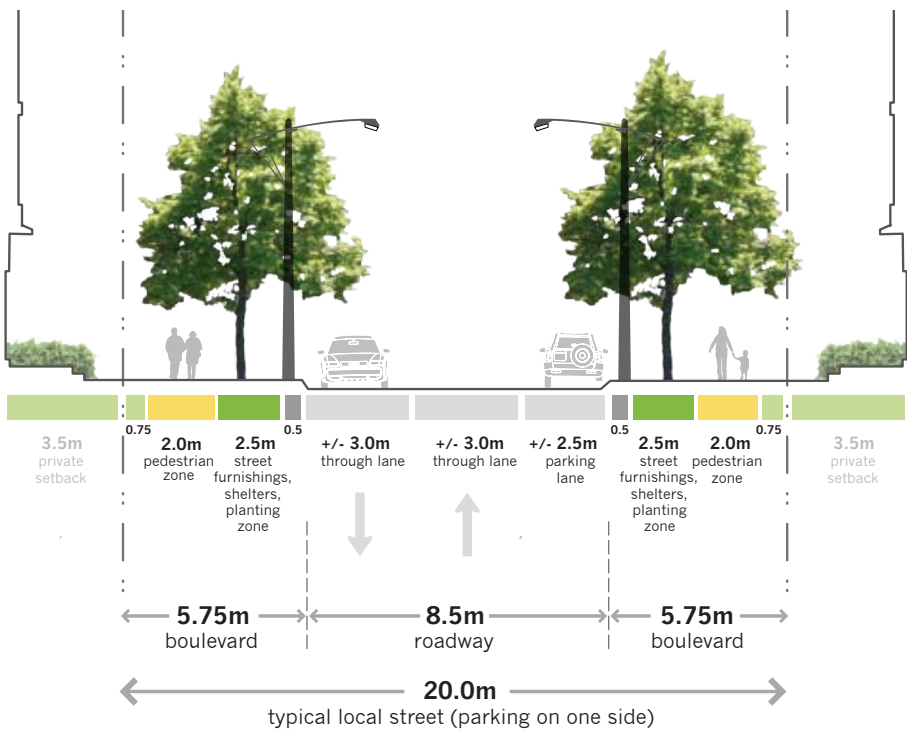 0.75
0.5
0.5
0.75
3.5m
private
setback
2.0m
pedestrian
zone
2.5m
street
furnishings,
shelters,
planting
zone
+/- 3.0m
through lane
+/- 3.0m
through lane
+/- 2.5m
parking
lane
2.5m
street
furnishings,
shelters,
planting
zone
2.0m
pedestrian
zone
3.5m
private
setback
5.75m
boulevard
8.5m
roadway
5.75m
boulevard
20.0m
typical local street (parking on one side)